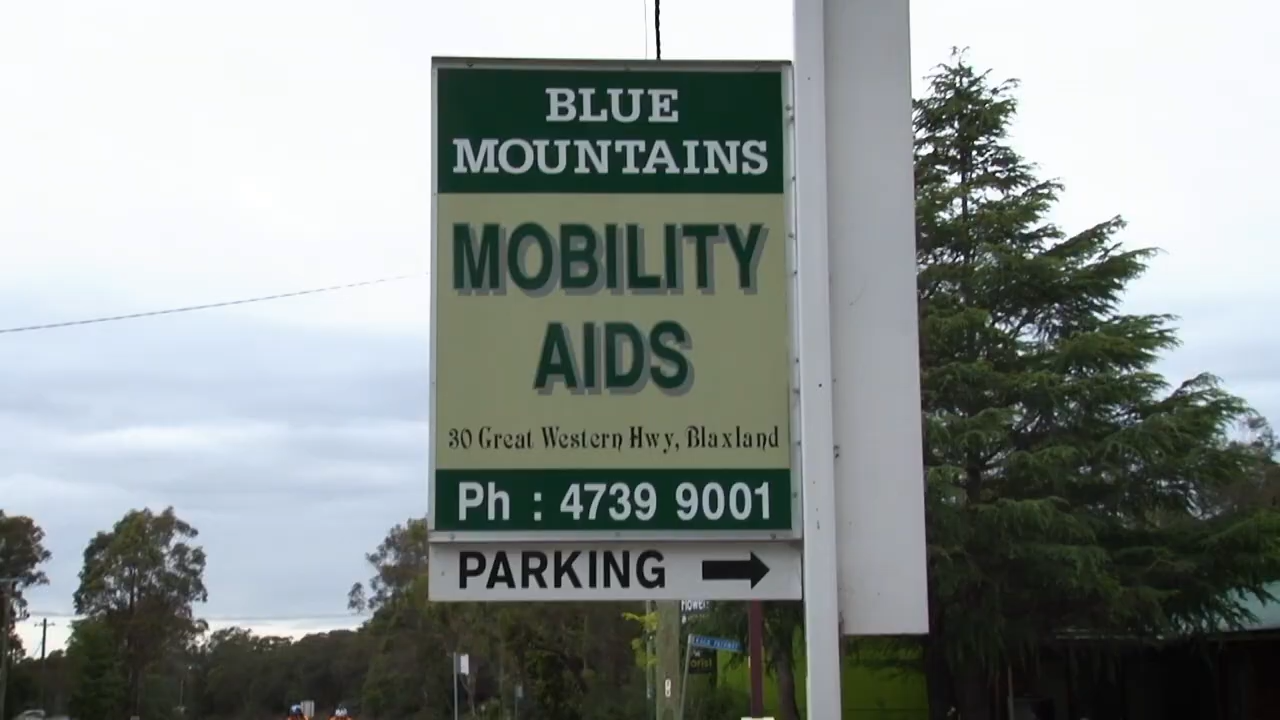 BLUE
MOUNTAINS
MOBILITY
AIDS
30 Great Western Hwy, Blaxland
Ph : 4739 9001
PARKING